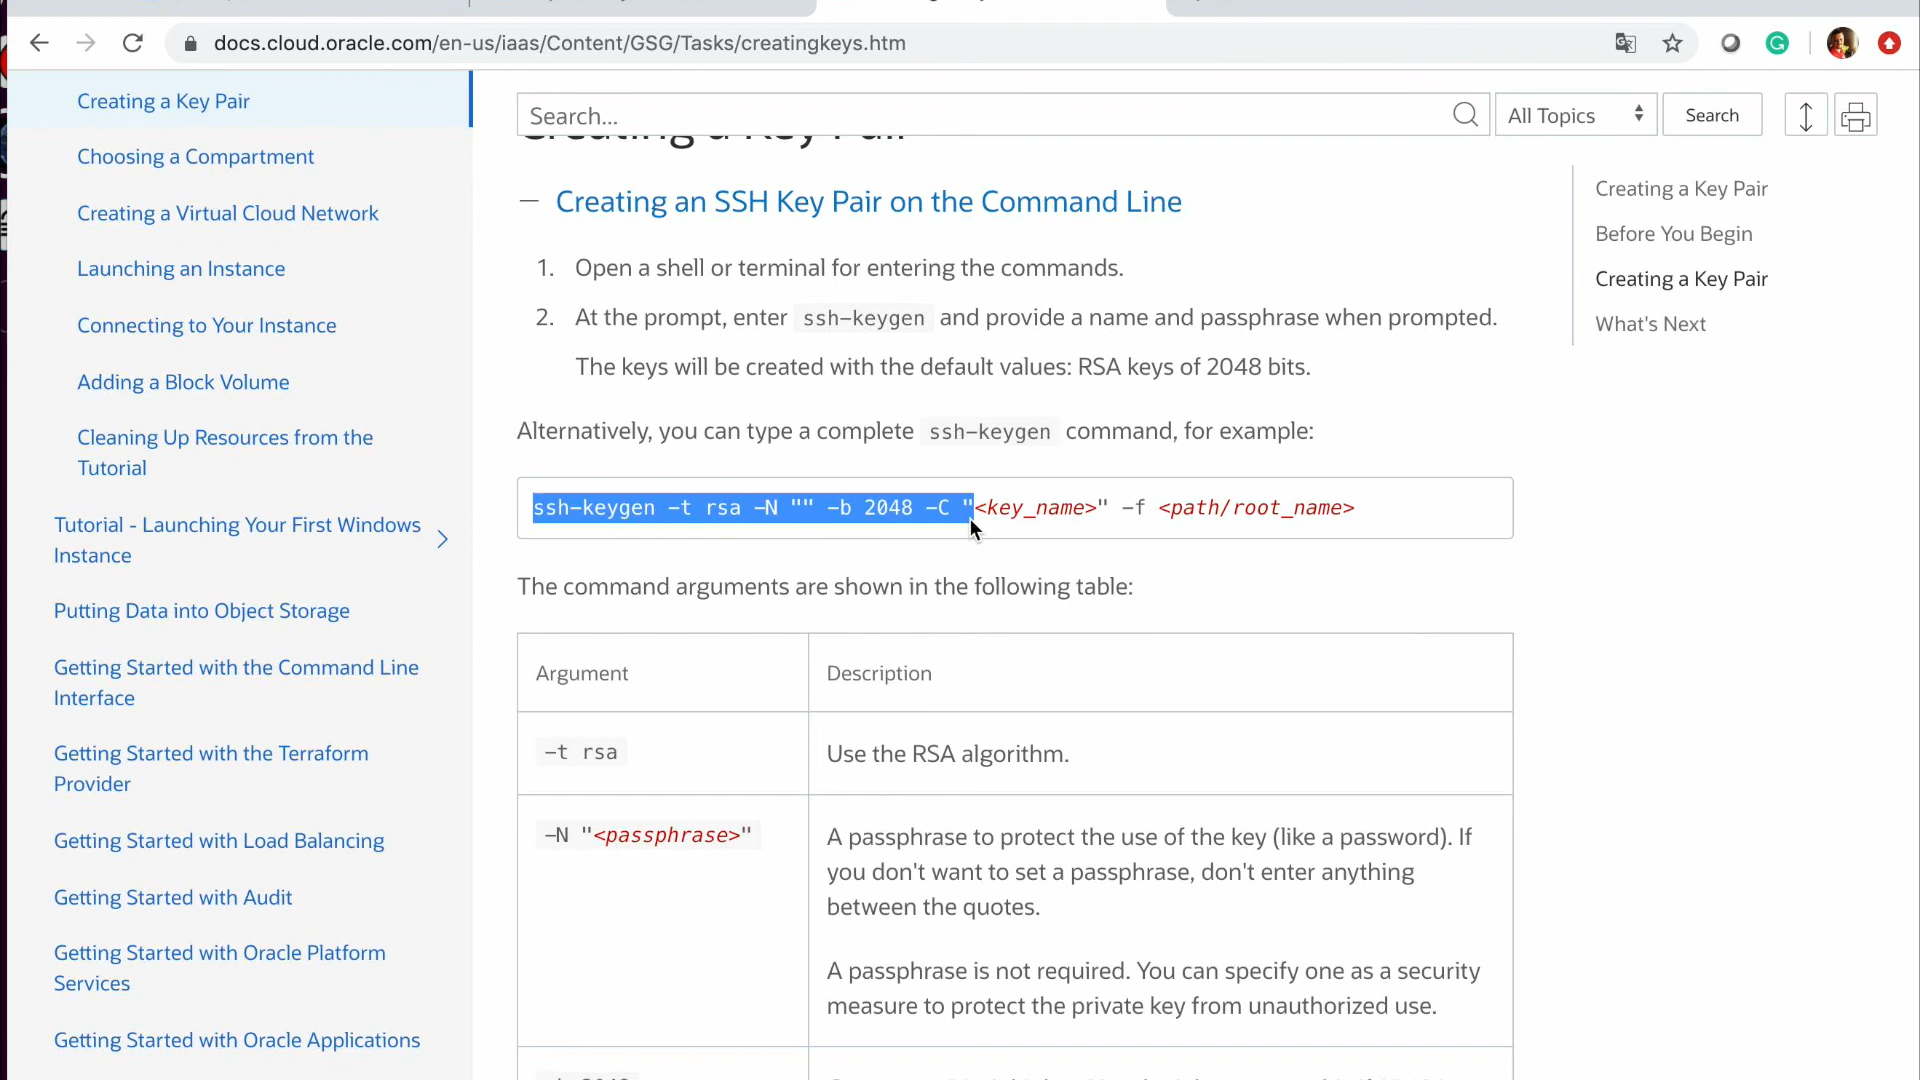 docs.cloud.oracle.com/en-us/iaas/Content/GSG/Tasks/creatingkeys.htm
Creating a Key Pair
Choosing a Compartment
Creating a Virtual Cloud Network
Launching an Instance
Connecting to Your Instance
Adding a Block Volume
Cleaning Up Resources from the
Tutorial
Tutorial - Launching Your First Windows
Instance
Putting Data into Object Storage
Getting Started with the Command Line
Interface
Getting Started with the Terraform
Provider
Getting Started with Load Balancing
Getting Started with Audit
Getting Started with Oracle Platform
Services
Getting Started with Oracle Applications
Search...
All Topics
Search
Creating a Key Pair
— Creating an SSH Key Pair on the Command Line
1. Open a shell or terminal for entering the commands.
2. At the prompt, enter ssh-keygen and provide a name and passphrase when prompted.
The keys will be created with the default values: RSA keys of 2048 bits.
Alternatively, you can type a complete ssh-keygen command, for example:
ssh-keygen -t rsa -N "" -b 2048 -C "<key_name>" -f <path/root_name>
The command arguments are shown in the following table:
Argument Description
-t rsa Use the RSA algorithm.
-N "<passphrase>" A passphrase to protect the use of the key (like a password). If
you don't want to set a passphrase, don't enter anything
between the quotes.
A passphrase is not required. You can specify one as a security
measure to protect the private key from unauthorized use.
Creating a Key Pair
Before You Begin
Creating a Key Pair
What's Next